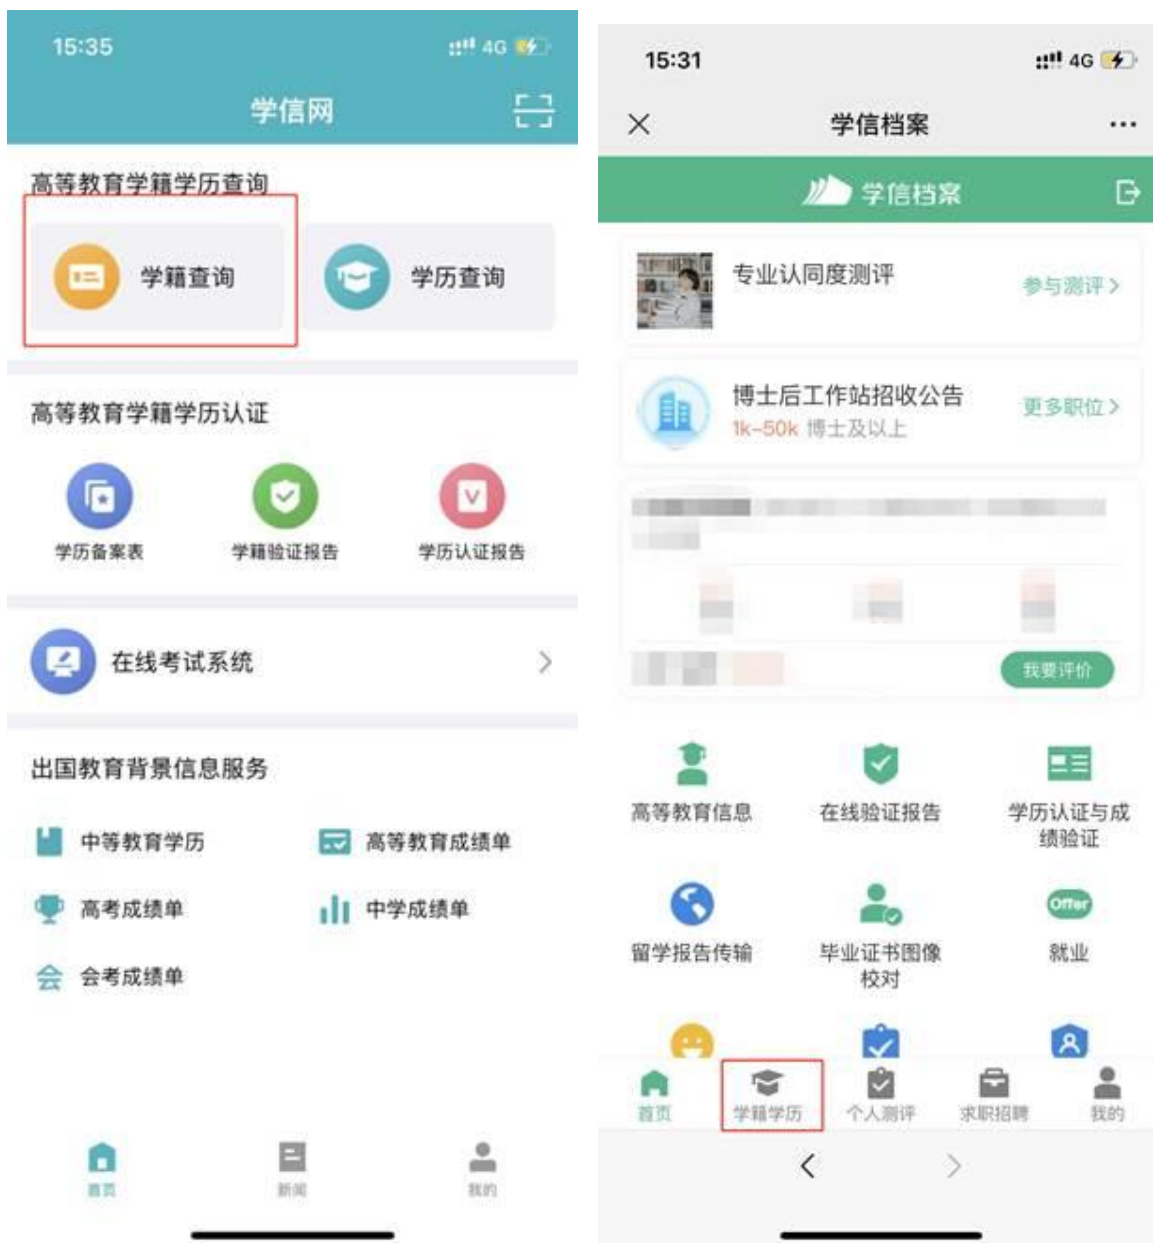 15:35
4G
学信网
高等教育学籍学历查询
学籍查询
学历查询
高等教育学籍学历认证
学历备案表
学籍验证报告
学历认证报告
在线考试系统
出国教育背景信息服务
中等教育学历
高等教育成绩单
高考成绩单
中学成绩单
会
会考成绩单
首页
新闻
我的
15:31
4G
学信档案
学信档案
专业认同度测评
参与测评
博士后工作站招收公告
1k-50k 博士及以上
更多职位
我要评价
高等教育信息
在线验证报告
学历认证与成
绩验证
留学报告传输
毕业证书图像
校对
Offer
就业
首页
学籍学历
个人测评
求职招聘
我的